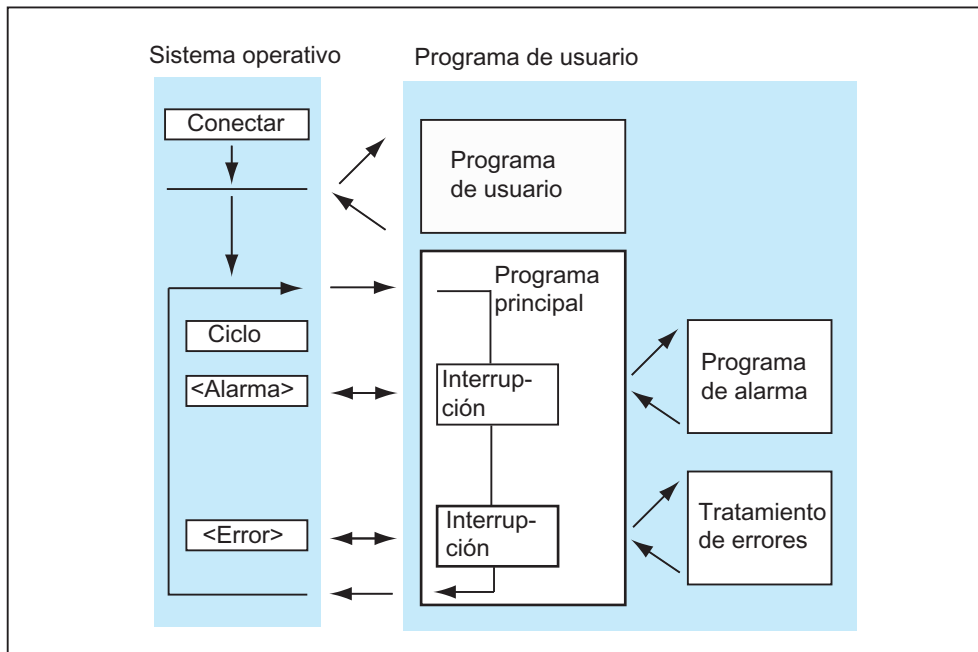 Sistema operativo
Programa de usuario
Conectar
Programa
de usuario
Programa
principal
Ciclo
<Alarma>
Interrup-
ción
Programa
de alarma
<Error>
Interrup-
ción
Tratamiento
de errores